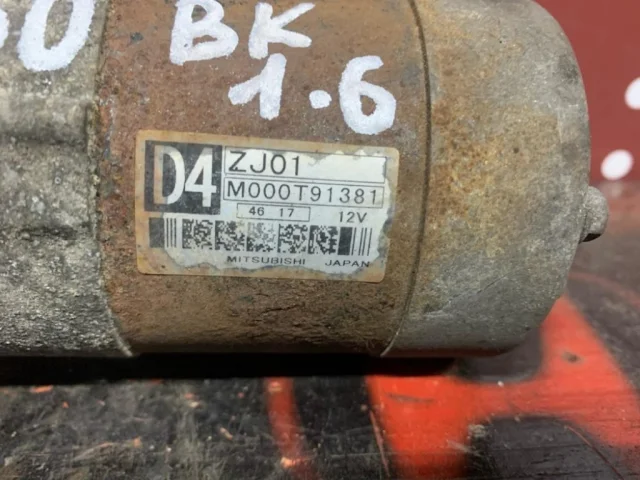 BK
1.6
D4
ZJ01
M000T91381
46 17 12V
MITSUBISHI JAPAN